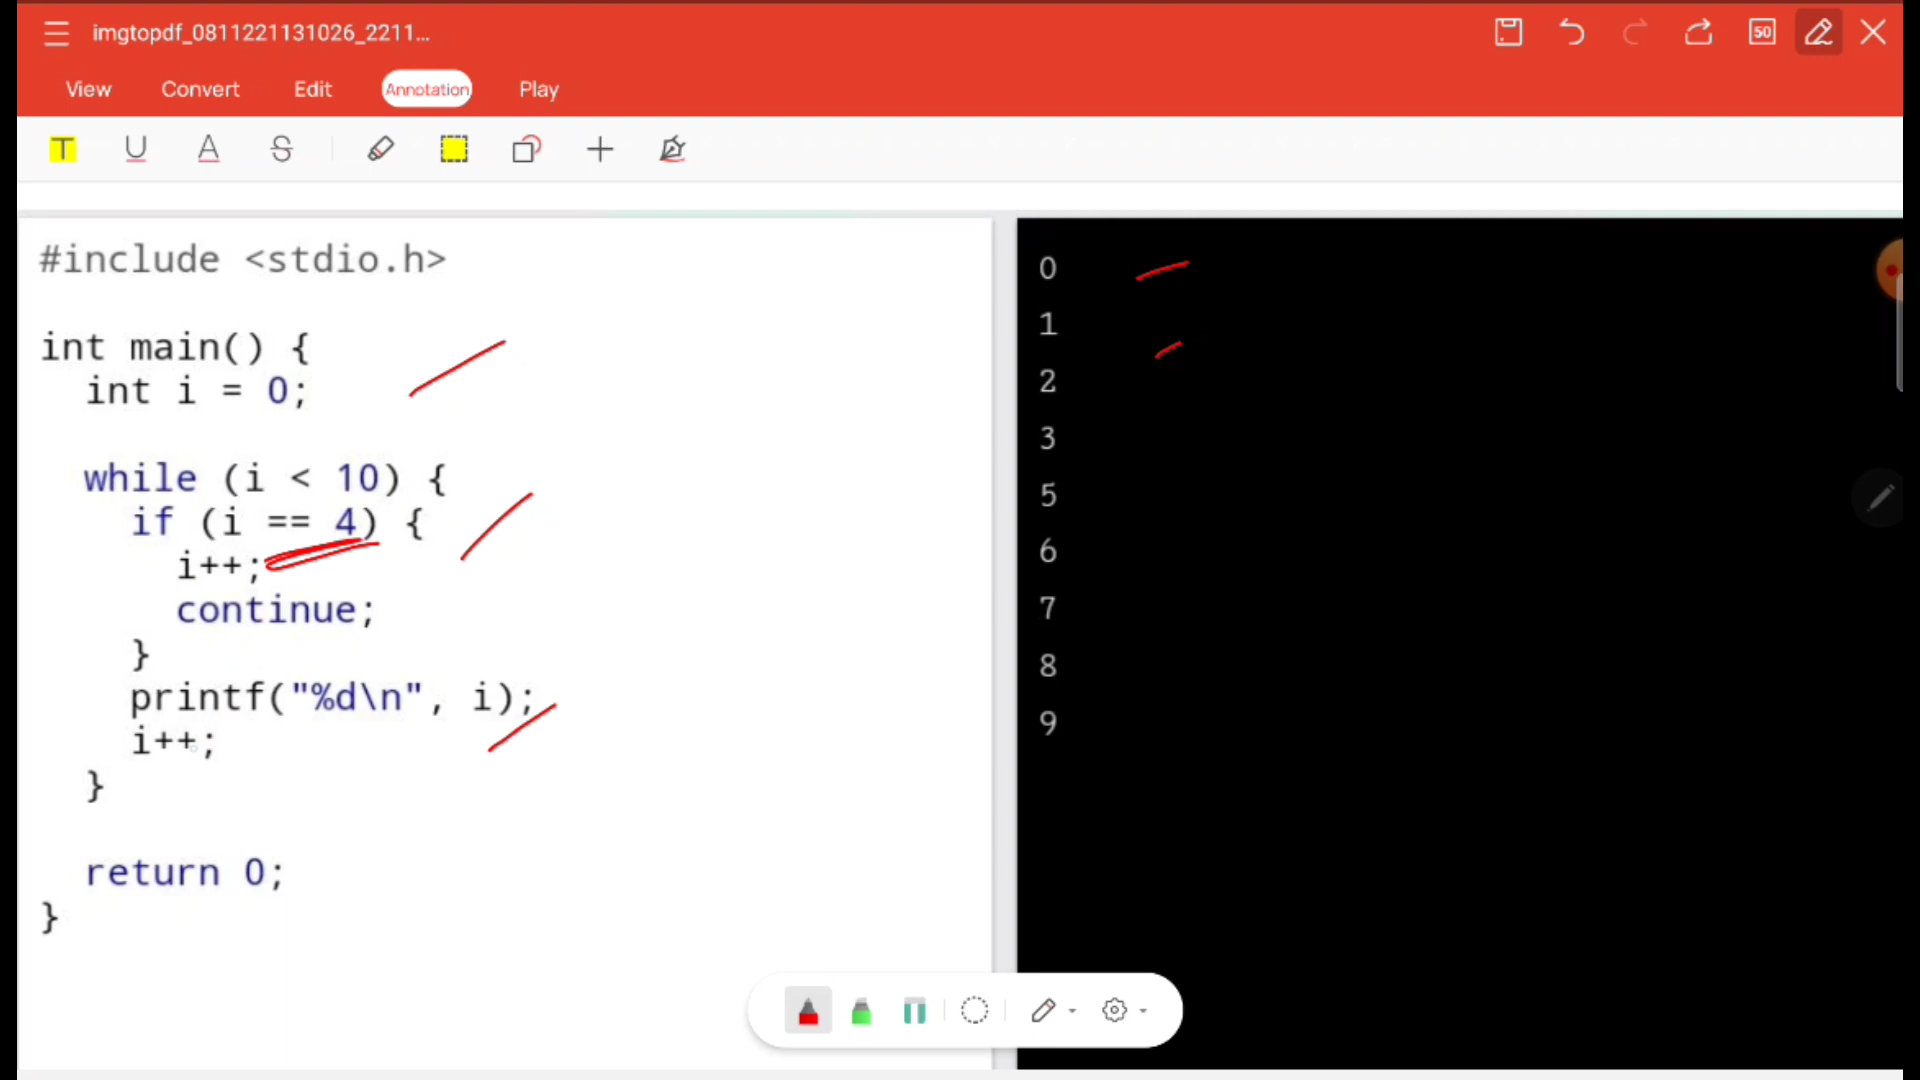 imgtopdf_0811221131026_2211...
50
View Convert Edit Annotation Play
T U A S
#include <stdio.h>
int main() {
int i = 0;
while (i < 10) {
if (i == 4) {
i++;
continue;
}
printf("%d\n", i);
i++;
}
return 0;
}
0
1
2
3
5
6
7
8
9